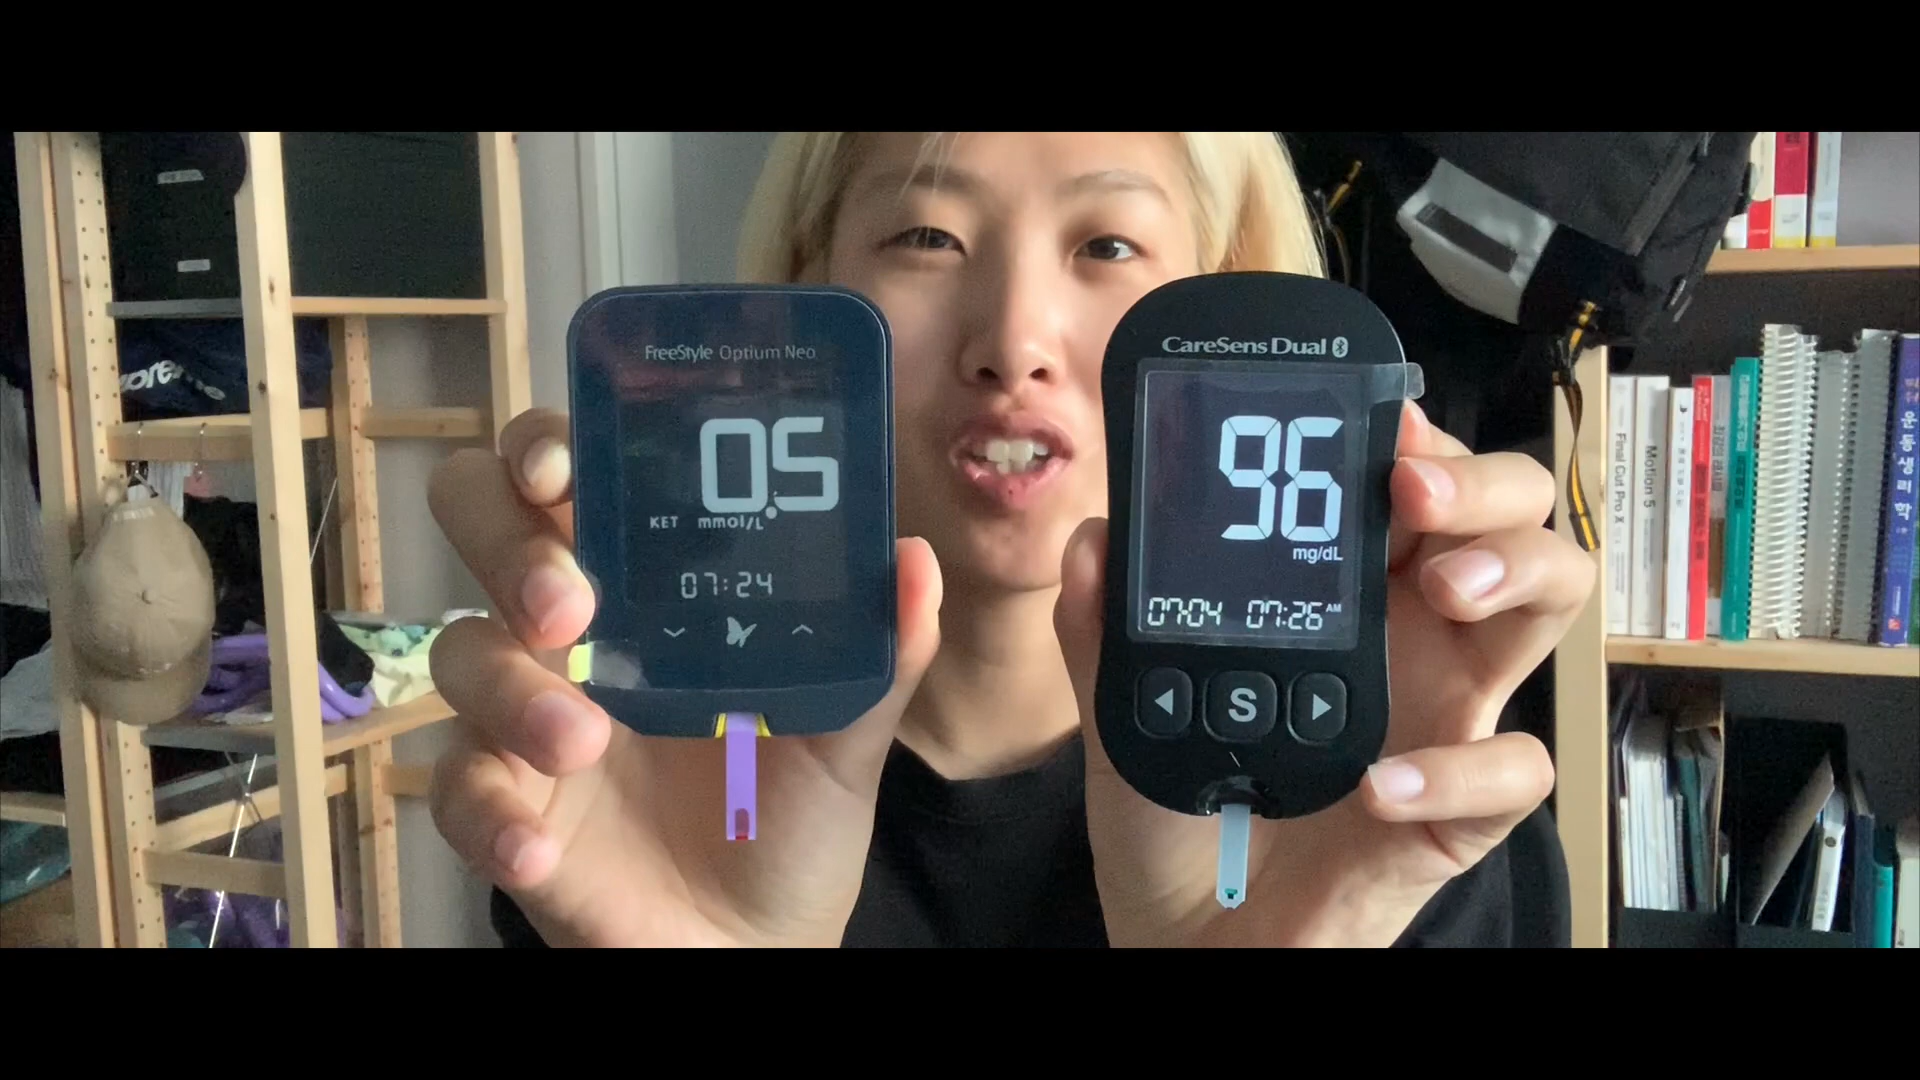 FreeStyle Optium Neo
0.5
KET mmol/L
07:24
CareSens Dual
96
mg/dL
07-04 07:26 AM
S
Final Cut Pro X
Motion 5
운동생리학